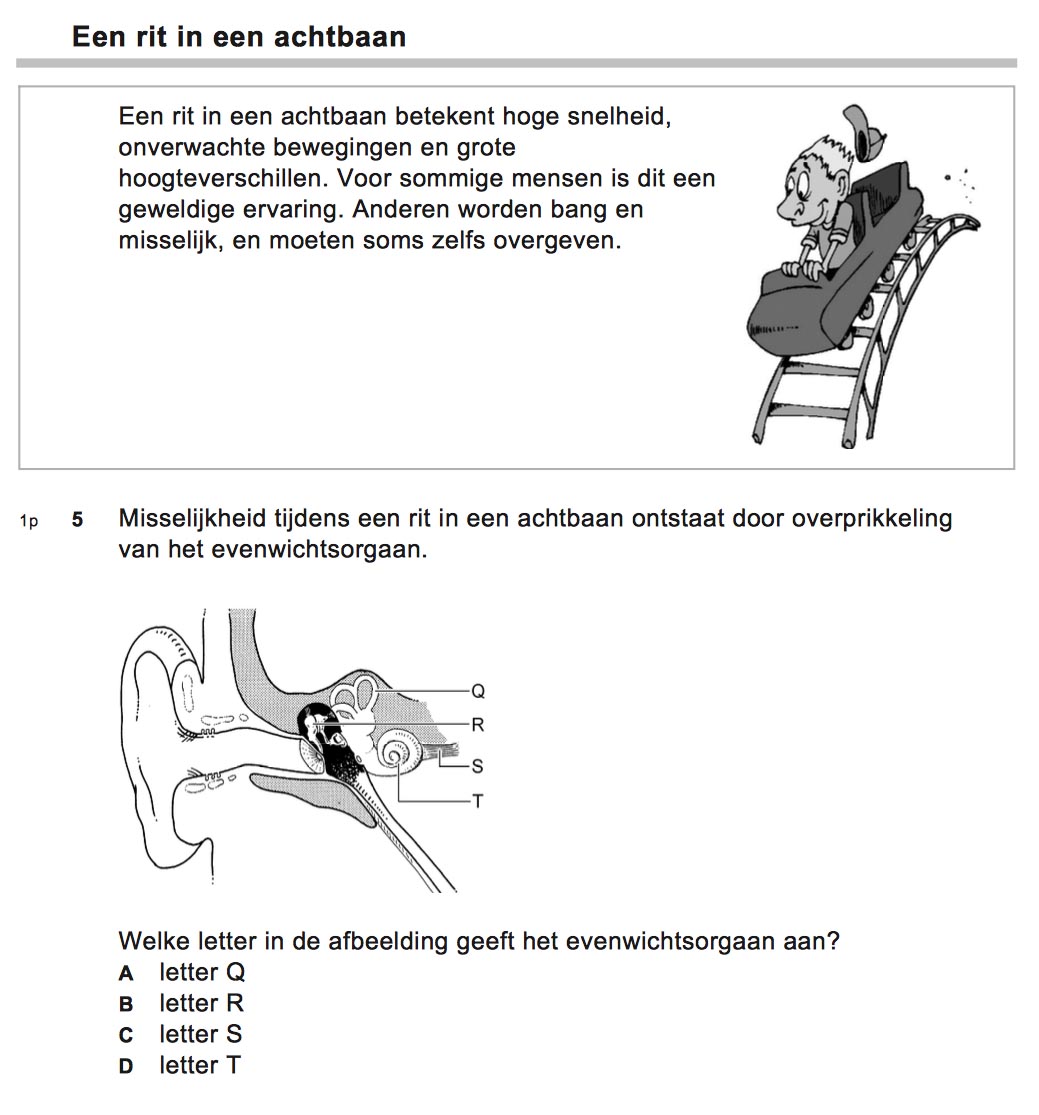 Een rit in een achtbaan
Een rit in een achtbaan betekent hoge snelheid,
onverwachte bewegingen en grote
hoogteverschillen. Voor sommige mensen is dit een
geweldige ervaring. Anderen worden bang en
misselijk, en moeten soms zelfs overgeven.
1p 5 Misselijkheid tijdens een rit in een achtbaan ontstaat door overprikkeling
van het evenwichtsorgaan.
Q
R
S
T
Welke letter in de afbeelding geeft het evenwichtsorgaan aan?
A letter Q
B letter R
C letter S
D letter T